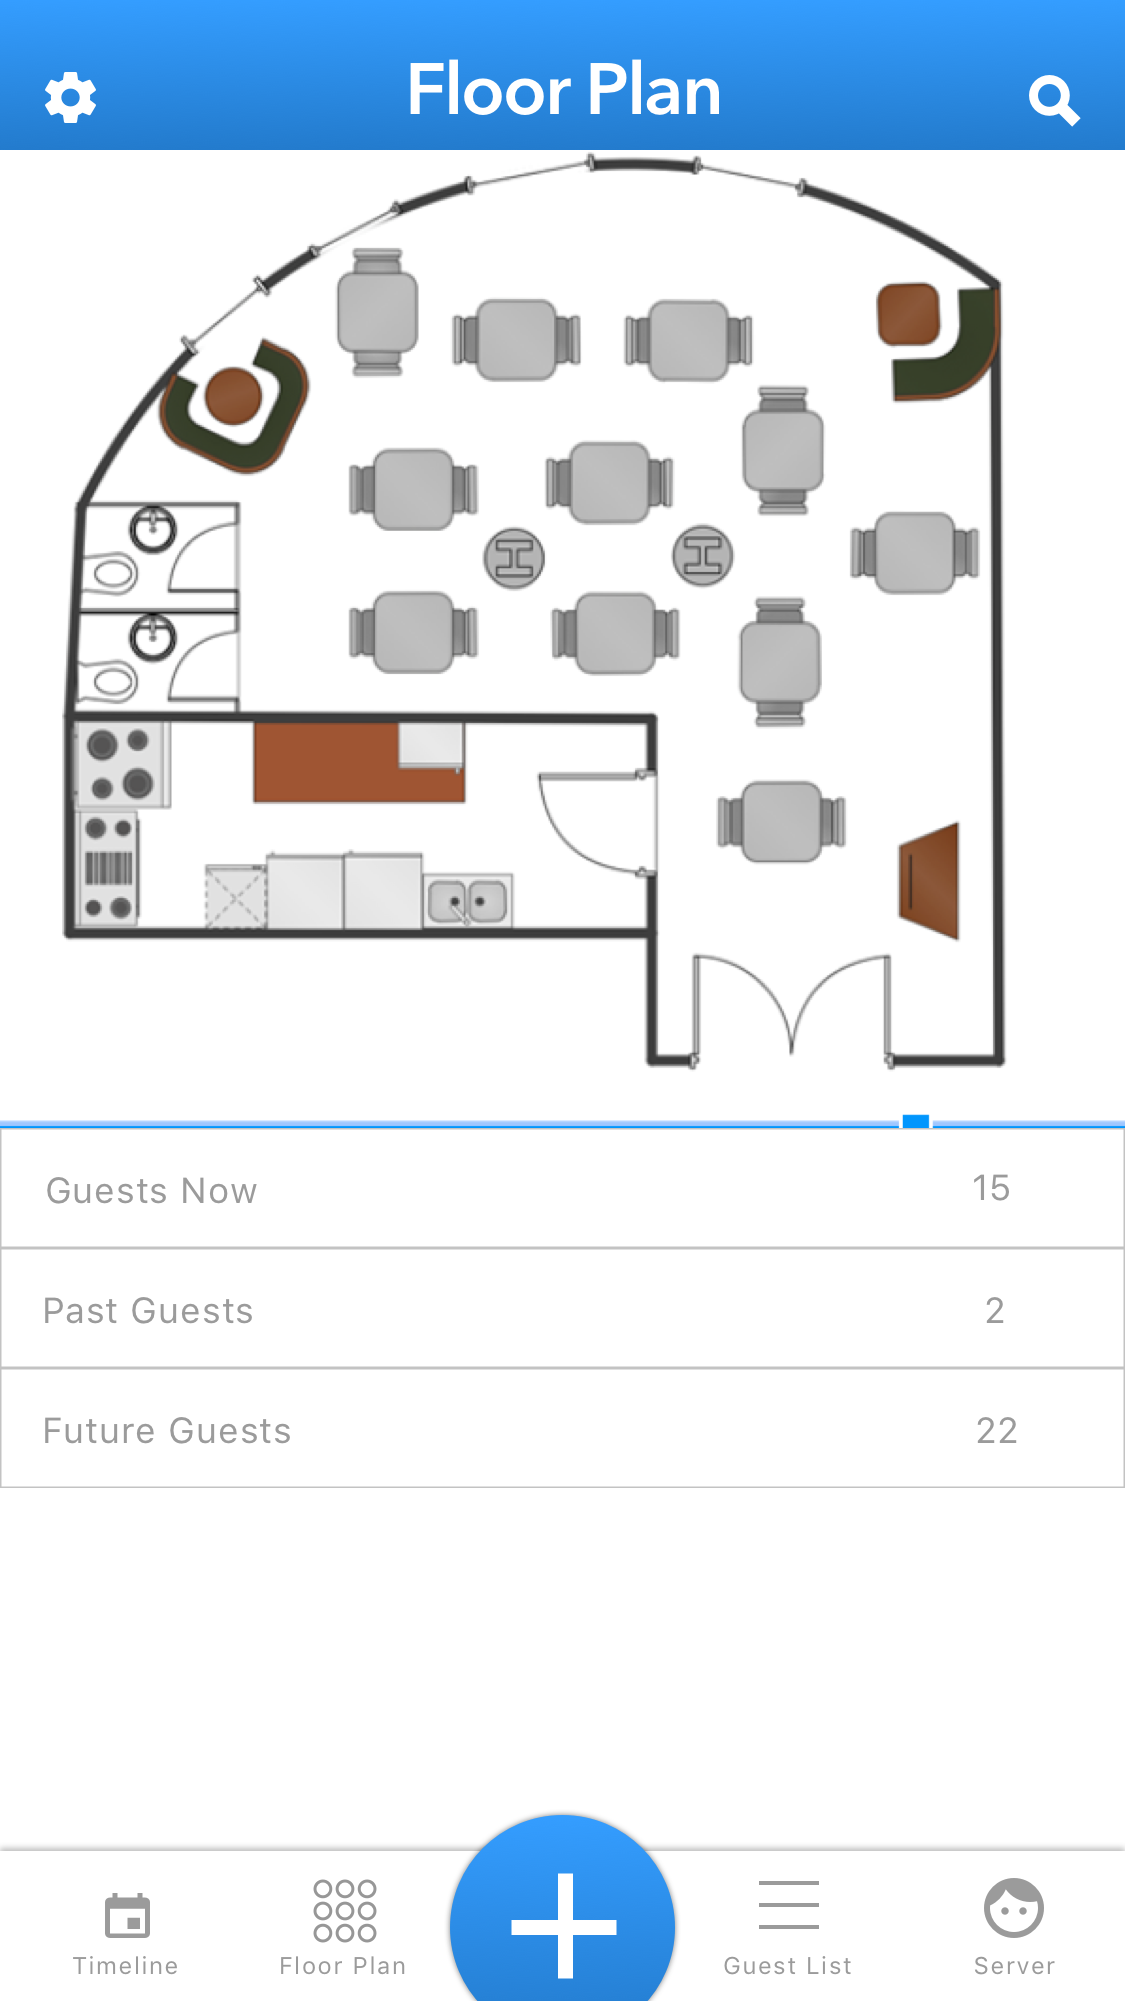 Floor Plan
Guests Now 15
Past Guests 2
Future Guests 22
Timeline Floor Plan Guest List Server